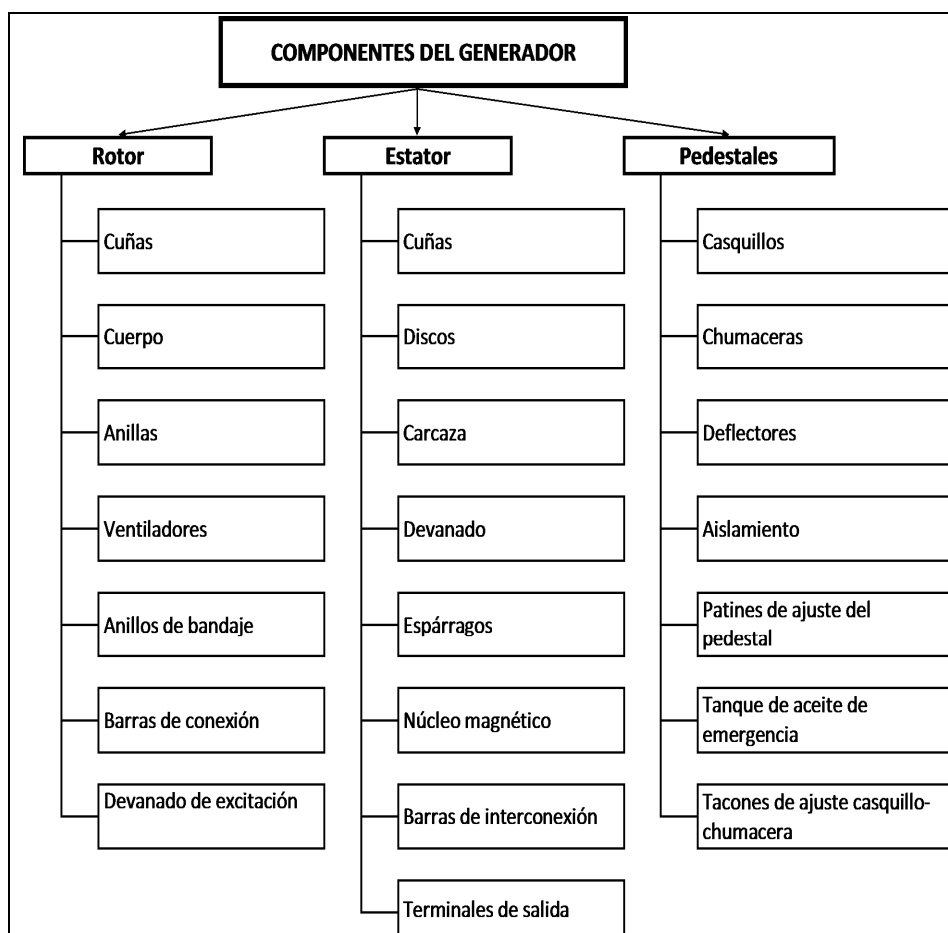 COMPONENTES DEL GENERADOR
Rotor
Cuñas
Cuerpo
Anillas
Ventiladores
Anillos de bandaje
Barras de conexión
Devanado de excitación
Estator
Cuñas
Discos
Carcaza
Devanado
Espárragos
Núcleo magnético
Barras de interconexión
Terminales de salida
Pedestales
Casquillos
Chumaceras
Deflectores
Aislamiento
Patines de ajuste del
pedestal
Tanque de aceite de
emergencia
Tacones de ajuste casquillo-
chumacera